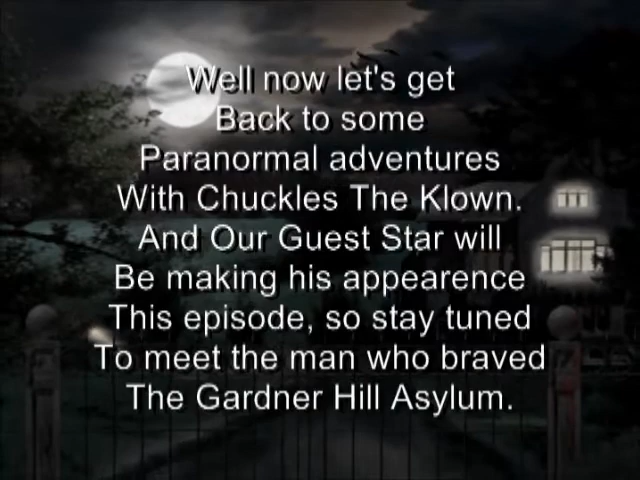 Well now let's get
Back to some
Paranormal adventures
With Chuckles The Klown.
And Our Guest Star will
Be making his appearence
This episode, so stay tuned
To meet the man who braved
The Gardner Hill Asylum.